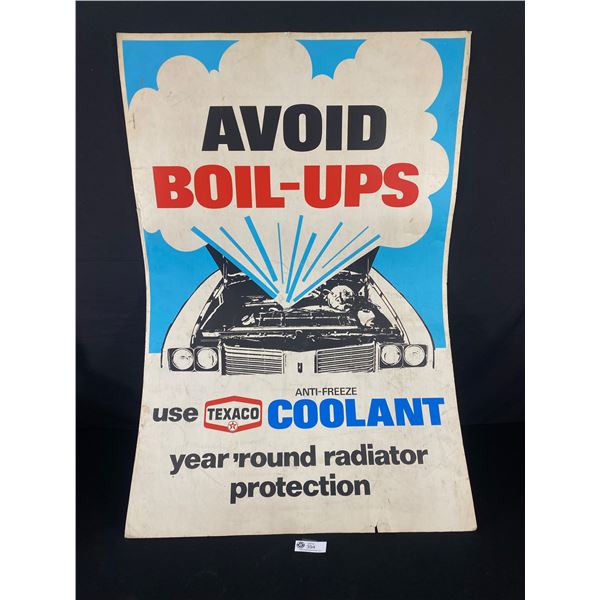 AVOID
BOIL-UPS
ANTI-FREEZE
use TEXACO COOLANT
year 'round radiator
protection